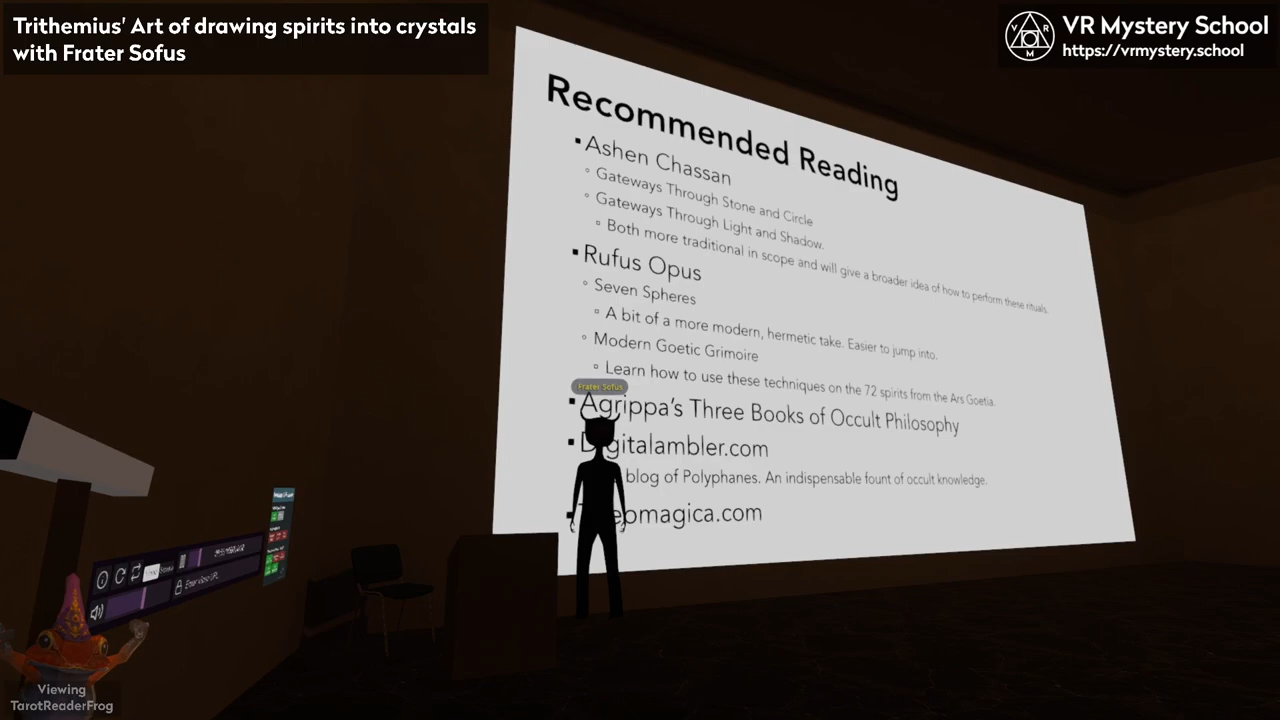 Trithemius' Art of drawing spirits into crystals
with Frater Sofus
VR Mystery School
https://vrmystery.school
V R
M
Recommended Reading
▪Ashen Chassan
◦ Gateways Through Stone and Circle
◦ Gateways Through Light and Shadow.
◦ Both more traditional in scope and will give a broader idea of how to perform these rituals.
▪Rufus Opus
◦ Seven Spheres
◦ A bit of a more modern, hermetic take. Easier to jump into.
◦ Modern Goetic Grimoire
◦ Learn how to use these techniques on the 72 spirits from the Ars Goetia.
Frater Sofus
▪Agrippa's Three Books of Occult Philosophy
▪Digitalambler.com
blog of Polyphanes. An indispensable fount of occult knowledge.
▪ magica.com
Enter Video URL
Viewing
TarotReaderFrog